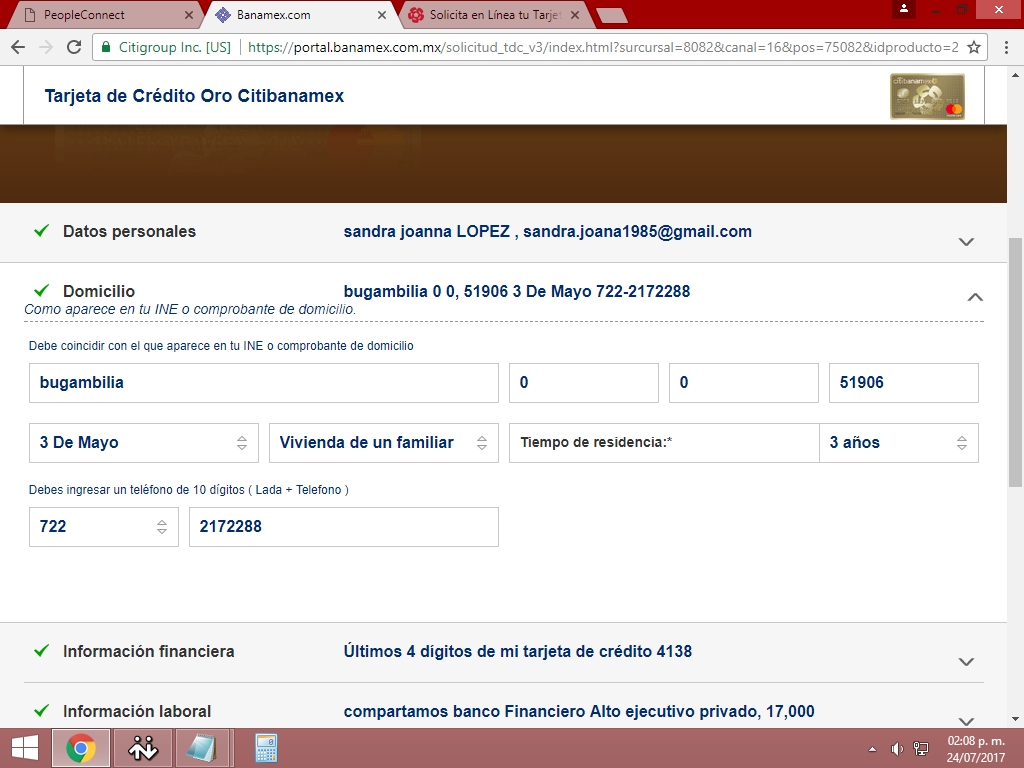 PeopleConnect
Banamex.com
Solicita en Línea tu Tarjet
Citigroup Inc. [US]
https://portal.banamex.com.mx/solicitud_tdc_v3/index.html?sursursal=8082&canal=16&pos=75082&idproducto=2
Tarjeta de Crédito Oro Citibanamex
Datos personales
sandra joanna LOPEZ , sandra.joana1985@gmail.com
Domicilio
bugambilia 0 0, 51906 3 De Mayo 722-2172288
Como aparece en tu INE o comprobante de domicilio.
Debe coincidir con el que aparece en tu INE o comprobante de domicilio
bugambilia 0 0 51906
3 De Mayo Vivienda de un familiar Tiempo de residencia:* 3 años
Debes ingresar un teléfono de 10 dígitos ( Lada + Telefono )
722 2172288
Información financiera
Últimos 4 dígitos de mi tarjeta de crédito 4138
Información laboral
compartamos banco Financiero Alto ejecutivo privado, 17,000
02:08 p. m.
24/07/2017